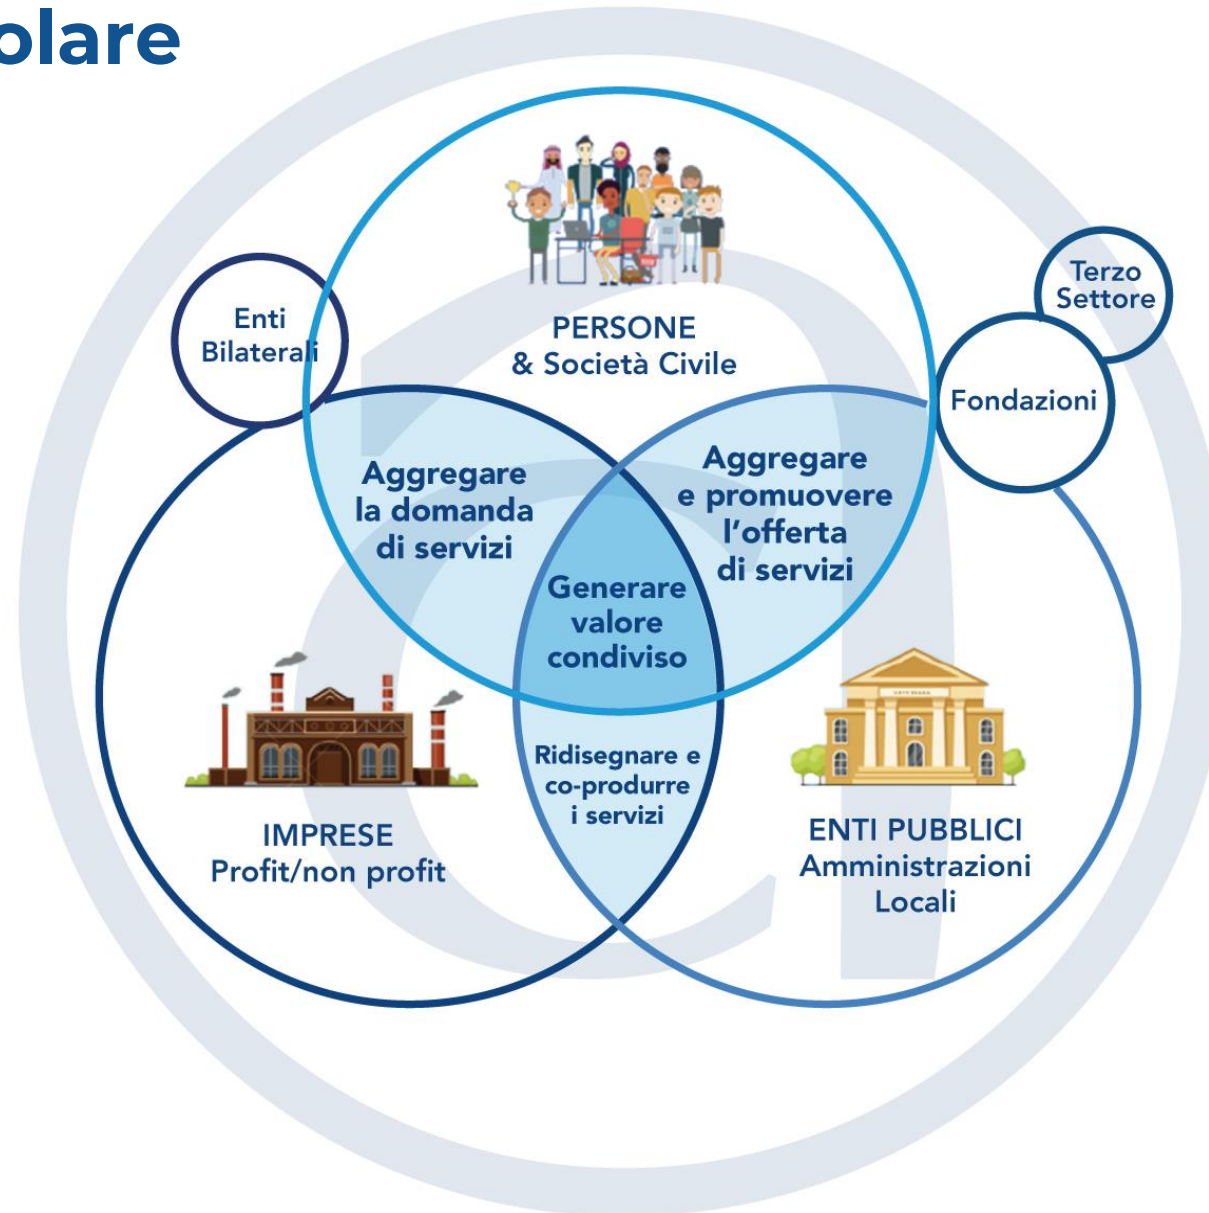 olare
PERSONE
& Società Civile
Enti
Bilaterali
Terzo
Settore
Fondazioni
Aggregare
la domanda
di servizi
Aggregare
e promuovere
l’offerta
di servizi
Generare
valore
condiviso
Ridisegnare e
co-produrre
i servizi
IMPRESE
Profit/non profit
ENTI PUBBLICI
Amministrazioni
Locali